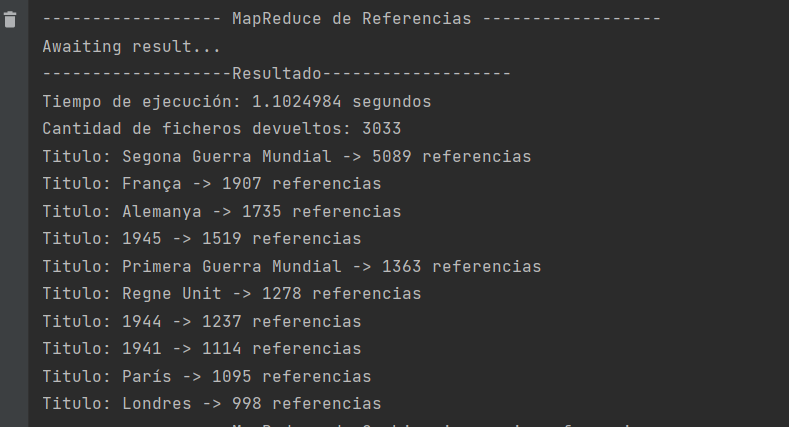 ------------------ MapReduce de Referencias ------------------
Awaiting result...
-------------------Resultado-------------------
Tiempo de ejecución: 1.1024984 segundos
Cantidad de ficheros devueltos: 3033
Titulo: Segona Guerra Mundial -> 5089 referencias
Titulo: França -> 1907 referencias
Titulo: Alemanya -> 1735 referencias
Titulo: 1945 -> 1519 referencias
Titulo: Primera Guerra Mundial -> 1363 referencias
Titulo: Regne Unit -> 1278 referencias
Titulo: 1944 -> 1237 referencias
Titulo: 1941 -> 1114 referencias
Titulo: París -> 1095 referencias
Titulo: Londres -> 998 referencias